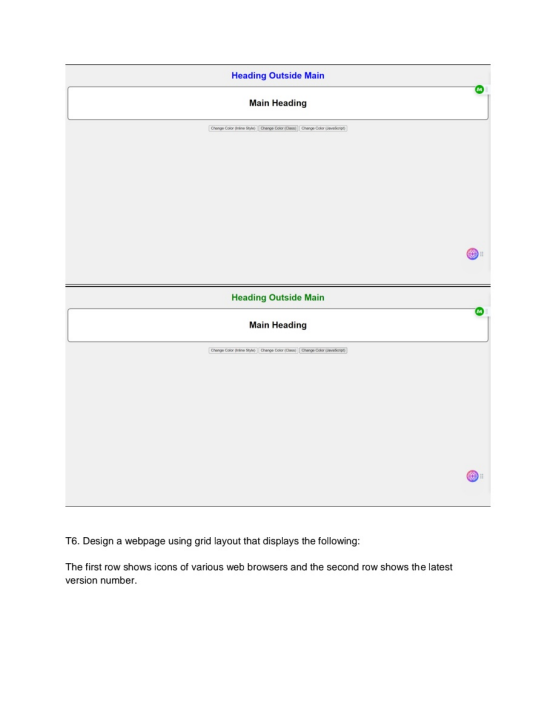 Heading Outside Main
Main Heading
Change Color (Inline Style) Change Color (Class) Change Color (JavaScript)
Heading Outside Main
Main Heading
Change Color (Inline Style) Change Color (Class) Change Color (JavaScript)
T6. Design a webpage using grid layout that displays the following:
The first row shows icons of various web browsers and the second row shows the latest
version number.